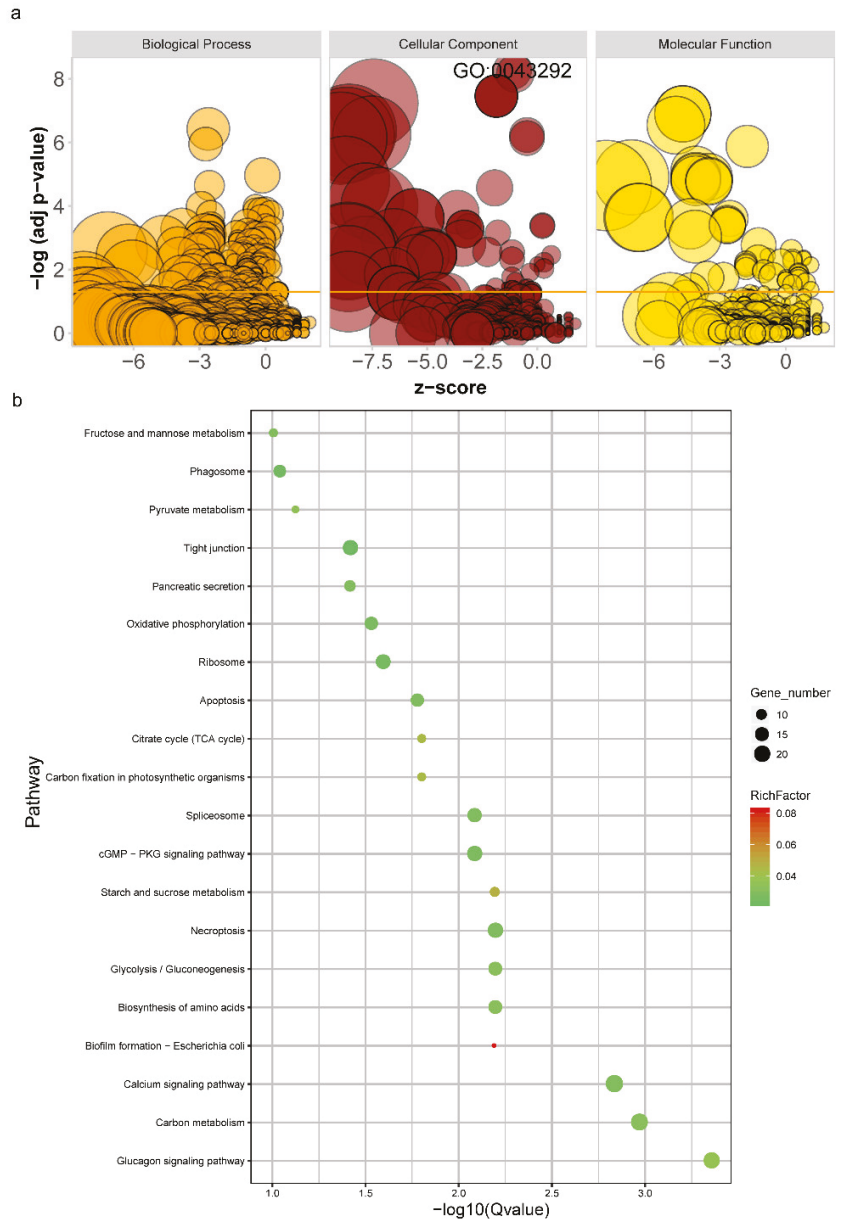 a
Biological Process
Cellular Component
Molecular Function
GO:0043292
8
6
4
2
0
−log (adj p−value)
−6
−3
0
−7.5
−5.0
−2.5
0.0
−6
−3
0
z−score
b
Fructose and mannose metabolism
Phagosome
Pyruvate metabolism
Tight junction
Pancreatic secretion
Oxidative phosphorylation
Ribosome
Apoptosis
Citrate cycle (TCA cycle)
Carbon fixation in photosynthetic organisms
Spliceosome
cGMP − PKG signaling pathway
Starch and sucrose metabolism
Necroptosis
Glycolysis / Gluconeogenesis
Biosynthesis of amino acids
Biofilm formation − Escherichia coli
Calcium signaling pathway
Carbon metabolism
Glucagon signaling pathway
Pathway
1.0
1.5
2.0
2.5
3.0
−log10(Qvalue)
Gene_number
10
15
20
RichFactor
0.08
0.04